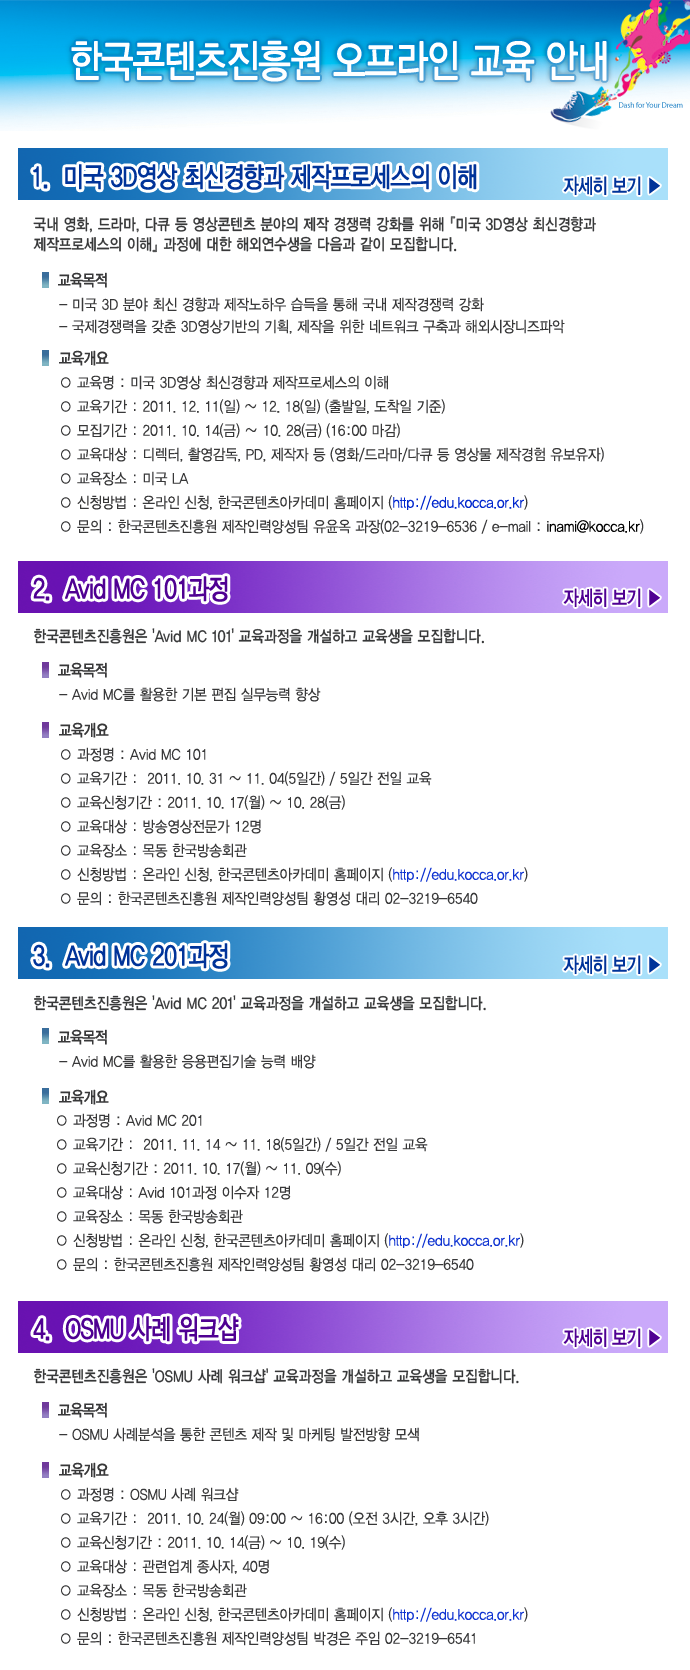 한국콘텐츠진흥원 오프라인 교육 안내
Dash for Your Dream
1. 미국 3D영상 최신경향과 제작프로세스의 이해
자세히 보기 ▶
국내 영화, 드라마, 다큐 등 영상콘텐츠 분야의 제작 경쟁력 강화를 위해 「미국 3D영상 최신경향과
제작프로세스의 이해」 과정에 대한 해외연수생을 다음과 같이 모집합니다.
교육목적
- 미국 3D 분야 최신 경향과 제작노하우 습득을 통해 국내 제작경쟁력 강화
- 국제경쟁력을 갖춘 3D영상기반의 기획, 제작을 위한 네트워크 구축과 해외시장니즈파악
교육개요
○ 교육명 : 미국 3D영상 최신경향과 제작프로세스의 이해
○ 교육기간 : 2011. 12. 11(일) ~ 12. 18(일) (출발일, 도착일 기준)
○ 모집기간 : 2011. 10. 14(금) ~ 10. 28(금) (16:00 마감)
○ 교육대상 : 디렉터, 촬영감독, PD, 제작자 등 (영화/드라마/다큐 등 영상물 제작경험 유보유자)
○ 교육장소 : 미국 LA
○ 신청방법 : 온라인 신청, 한국콘텐츠아카데미 홈페이지 (http://edu.kocca.or.kr)
○ 문의 : 한국콘텐츠진흥원 제작인력양성팀 유윤옥 과장(02-3219-6536 / e-mail : inami@kocca.kr)
2. Avid MC 101과정
자세히 보기 ▶
한국콘텐츠진흥원은 'Avid MC 101' 교육과정을 개설하고 교육생을 모집합니다.
교육목적
- Avid MC를 활용한 기본 편집 실무능력 향상
교육개요
○ 과정명 : Avid MC 101
○ 교육기간 : 2011. 10. 31 ~ 11. 04(5일간) / 5일간 전일 교육
○ 교육신청기간 : 2011. 10. 17(월) ~ 10. 28(금)
○ 교육대상 : 방송영상전문가 12명
○ 교육장소 : 목동 한국방송회관
○ 신청방법 : 온라인 신청, 한국콘텐츠아카데미 홈페이지 (http://edu.kocca.or.kr)
○ 문의 : 한국콘텐츠진흥원 제작인력양성팀 황영성 대리 02-3219-6540
3. Avid MC 201과정
자세히 보기 ▶
한국콘텐츠진흥원은 'Avid MC 201' 교육과정을 개설하고 교육생을 모집합니다.
교육목적
- Avid MC를 활용한 응용편집기술 능력 배양
교육개요
○ 과정명 : Avid MC 201
○ 교육기간 : 2011. 11. 14 ~ 11. 18(5일간) / 5일간 전일 교육
○ 교육신청기간 : 2011. 10. 17(월) ~ 11. 09(수)
○ 교육대상 : Avid 101과정 이수자 12명
○ 교육장소 : 목동 한국방송회관
○ 신청방법 : 온라인 신청, 한국콘텐츠아카데미 홈페이지 (http://edu.kocca.or.kr)
○ 문의 : 한국콘텐츠진흥원 제작인력양성팀 황영성 대리 02-3219-6540
4. OSMU 사례 워크샵
자세히 보기 ▶
한국콘텐츠진흥원은 'OSMU 사례 워크샵' 교육과정을 개설하고 교육생을 모집합니다.
교육목적
- OSMU 사례분석을 통한 콘텐츠 제작 및 마케팅 발전방향 모색
교육개요
○ 과정명 : OSMU 사례 워크샵
○ 교육기간 : 2011. 10. 24(월) 09:00 ~ 16:00 (오전 3시간, 오후 3시간)
○ 교육신청기간 : 2011. 10. 14(금) ~ 10. 19(수)
○ 교육대상 : 관련업계 종사자, 40명
○ 교육장소 : 목동 한국방송회관
○ 신청방법 : 온라인 신청, 한국콘텐츠아카데미 홈페이지 (http://edu.kocca.or.kr)
○ 문의 : 한국콘텐츠진흥원 제작인력양성팀 박경은 주임 02-3219-6541